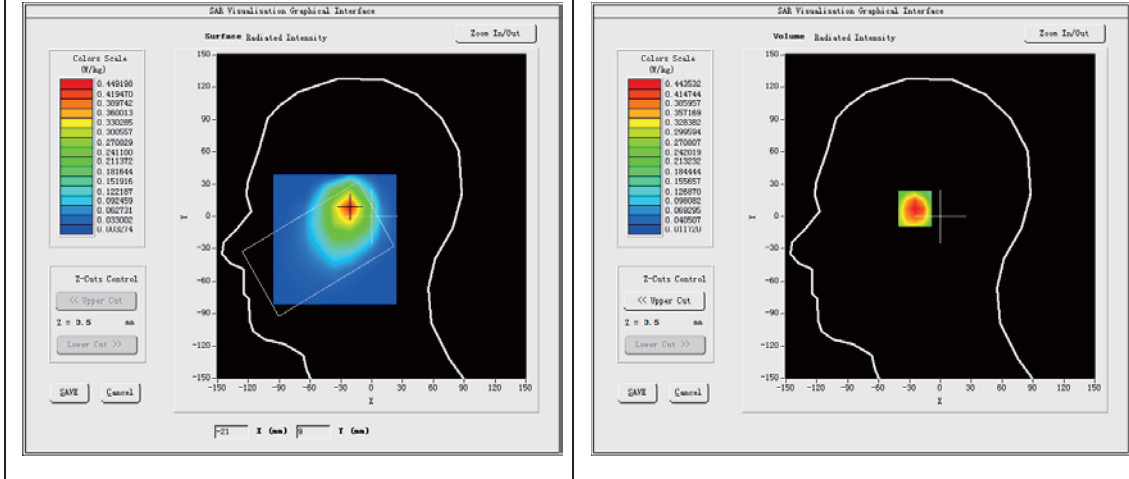 SAR Visualisation Graphical Interface
Surface Radiated Intensity
Zoom In/Out
Colors Scale
(W/kg)
0.449198
0.419470
0.389742
0.360013
0.330285
0.300557
0.270829
0.241100
0.211372
0.181644
0.151916
0.122187
0.092459
0.062731
0.033002
0.003274
150
120
90
60
30
0
-30
-60
-90
-120
-150
Y
-150 -120 -90 -60 -30 0 30 60 90 120 150
X
Z-Cuts Control
<< Upper Cut
Z = 3.5 mm
Lower Cut >>
SAVE Cancel
-21 X (mm) 9 Y (mm)
SAR Visualisation Graphical Interface
Volume Radiated Intensity
Zoom In/Out
Colors Scale
(W/kg)
0.443532
0.414744
0.385957
0.357169
0.328382
0.299594
0.270807
0.242019
0.213232
0.184444
0.155657
0.126870
0.098082
0.069295
0.040507
0.011720
150
120
90
60
30
0
-30
-60
-90
-120
-150
Y
-150 -120 -90 -60 -30 0 30 60 90 120 150
X
Z-Cuts Control
<< Upper Cut
Z = 3.5 mm
Lower Cut >>
SAVE Cancel